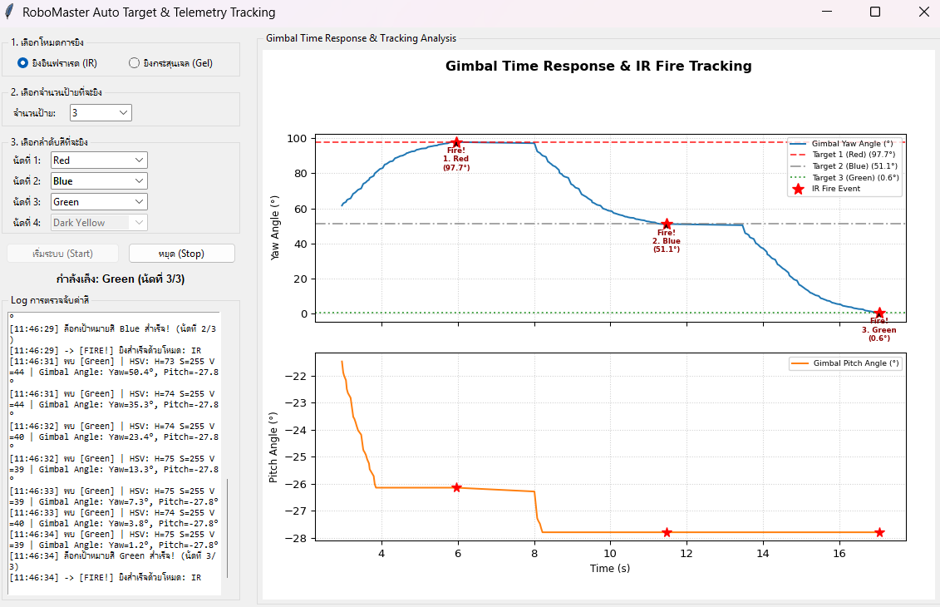 RoboMaster Auto Target & Telemetry Tracking
1. เลือกโหมดการยิง
ยิงอินฟราเรด (IR)
ยิงกระสุนเจล (Gel)
2. เลือกจำนวนป้ายที่จะยิง
จำนวนป้าย:
3
3. เลือกลำดับสีที่จะยิง
นัดที่ 1:
Red
นัดที่ 2:
Blue
นัดที่ 3:
Green
นัดที่ 4:
Dark Yellow
เริ่มระบบ (Start)
หยุด (Stop)
กำลังเล็ง: Green (นัดที่ 3/3)
Log การตรวจจับค่าสี
°
[11:46:29] ล็อกเป้าหมายสี Blue สำเร็จ! (นัดที่ 2/3
)
[11:46:29] -> [FIRE!] ยิงสำเร็จด้วยโหมด: IR
[11:46:31] พบ [Green] | HSV: H=73 S=255 V
=44 | Gimbal Angle: Yaw=50.4°, Pitch=-27.8
°
[11:46:31] พบ [Green] | HSV: H=74 S=255 V
=44 | Gimbal Angle: Yaw=35.3°, Pitch=-27.8
°
[11:46:32] พบ [Green] | HSV: H=74 S=255 V
=40 | Gimbal Angle: Yaw=23.4°, Pitch=-27.8
°
[11:46:32] พบ [Green] | HSV: H=75 S=255 V
=39 | Gimbal Angle: Yaw=13.3°, Pitch=-27.8
°
[11:46:33] พบ [Green] | HSV: H=75 S=255 V
=39 | Gimbal Angle: Yaw=7.3°, Pitch=-27.8°
[11:46:33] พบ [Green] | HSV: H=74 S=255 V
=40 | Gimbal Angle: Yaw=3.8°, Pitch=-27.8°
[11:46:34] พบ [Green] | HSV: H=75 S=255 V
=39 | Gimbal Angle: Yaw=1.2°, Pitch=-27.8°
[11:46:34] ล็อกเป้าหมายสี Green สำเร็จ! (นัดที่ 3/
3)
[11:46:34] -> [FIRE!] ยิงสำเร็จด้วยโหมด: IR
Gimbal Time Response & Tracking Analysis
Gimbal Time Response & IR Fire Tracking
Yaw Angle (°)
100
80
60
40
20
0
Gimbal Yaw Angle (°)
Target 1 (Red) (97.7°)
Target 2 (Blue) (51.1°)
Target 3 (Green) (0.6°)
IR Fire Event
Fire!
1. Red
(97.7°)
Fire!
2. Blue
(51.1°)
Fire!
3. Green
(0.6°)
Pitch Angle (°)
−22
−23
−24
−25
−26
−27
−28
Gimbal Pitch Angle (°)
4 6 8 10 12 14 16
Time (s)